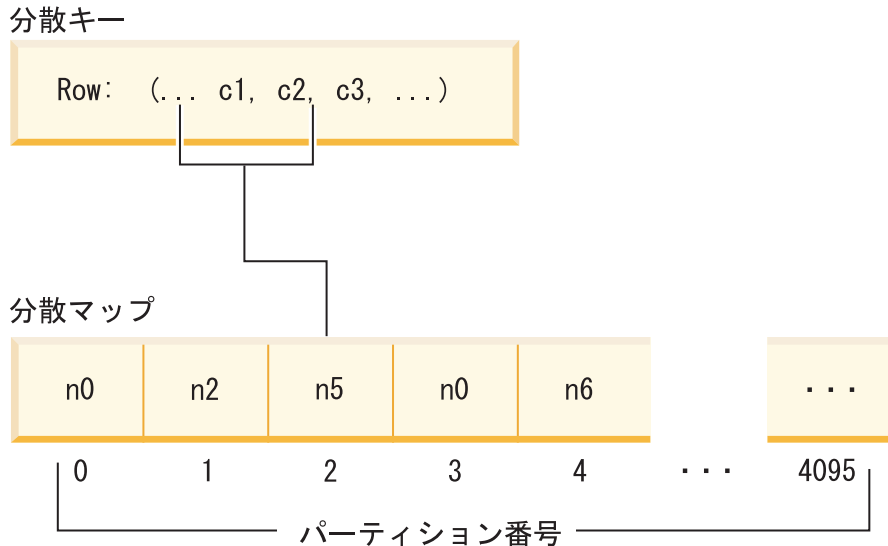 分散キー
Row: (... c1, c2, c3, ...)
分散マップ
n0 n2 n5 n0 n6 ...
0 1 2 3 4 ... 4095
パーティション番号